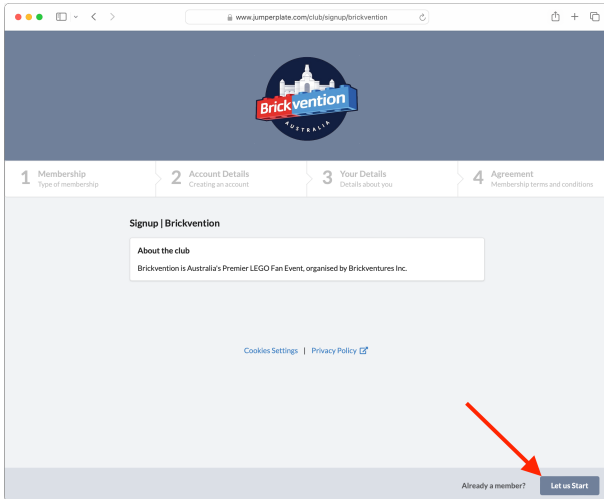 www.jumperplate.com/club/signup/brickvention
Brickvention
AUSTRALIA
1 Membership
Type of membership
2 Account Details
Creating an account
3 Your Details
Details about you
4 Agreement
Membership terms and conditions
Signup | Brickvention
About the club
Brickvention is Australia's Premier LEGO Fan Event, organised by Brickventures Inc.
Cookies Settings | Privacy Policy
Already a member? Let us Start